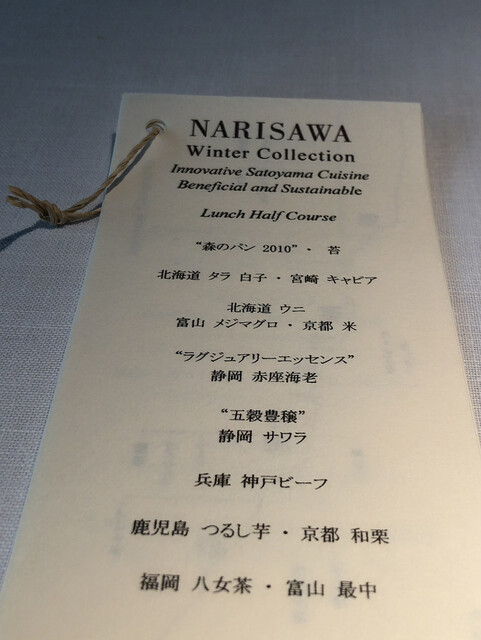 NARISAWA
Winter Collection
Innovative Satoyama Cuisine
Beneficial and Sustainable
Lunch Half Course
“森のパン 2010”・ 苔
北海道 タラ 白子・宮崎 キャビア
北海道 ウニ
富山 メジマグロ・京都 米
“ラグジュアリーエッセンス”
静岡 赤座海老
“五穀豊穣”
静岡 サワラ
兵庫 神戸ビーフ
鹿児島 つるし芋・京都 和栗
福岡 八女茶・富山 最中